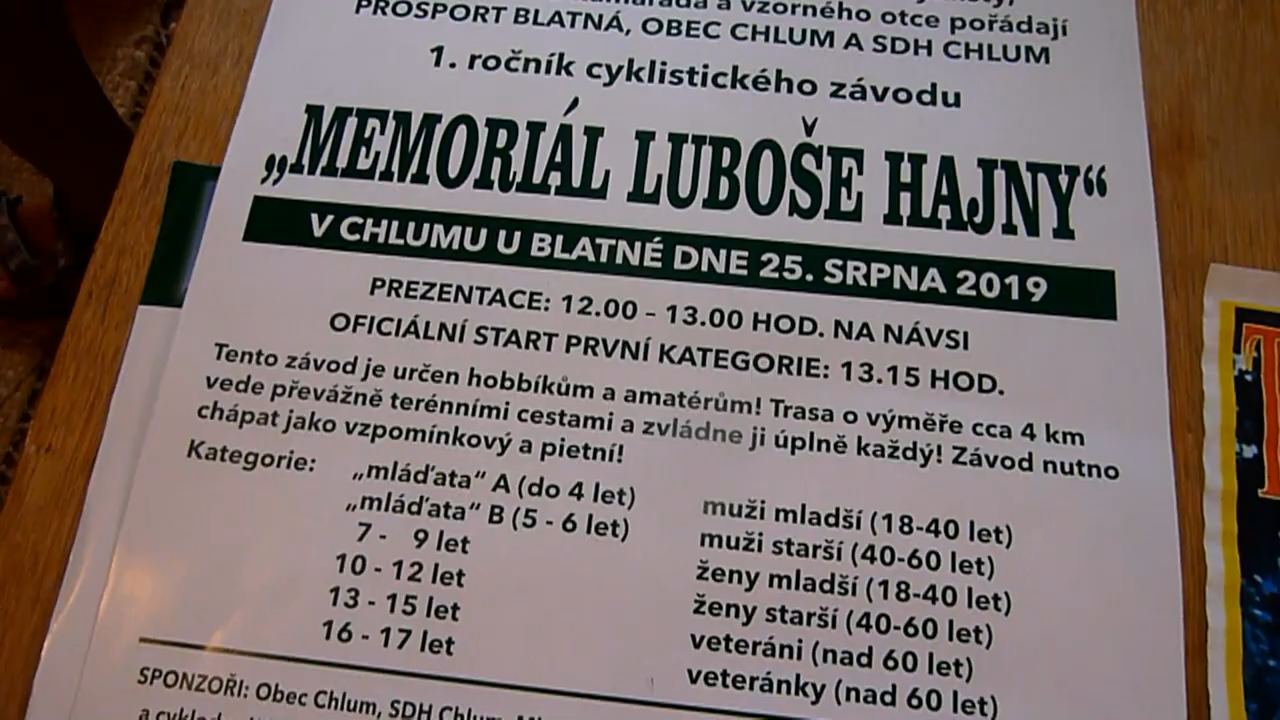 a vzorného otce pořádají
PROSPORT BLATNÁ, OBEC CHLUM A SDH CHLUM
1. ročník cyklistického závodu
„MEMORIÁL LUBOŠE HAJNY“
V CHLUMU U BLATNÉ DNE 25. SRPNA 2019
PREZENTACE: 12.00 – 13.00 HOD. NA NÁVSI
OFICIÁLNÍ START PRVNÍ KATEGORIE: 13.15 HOD.
Tento závod je určen hobbíkům a amatérům! Trasa o výměře cca 4 km
vede převážně terénními cestami a zvládne ji úplně každý! Závod nutno
chápat jako vzpomínkový a pietní!
Kategorie:
„mláďata“ A (do 4 let)
„mláďata“ B (5 - 6 let)
7 - 9 let
10 - 12 let
13 - 15 let
16 - 17 let
muži mladší (18-40 let)
muži starší (40-60 let)
ženy mladší (18-40 let)
ženy starší (40-60 let)
veteráni (nad 60 let)
veteránky (nad 60 let)
SPONZOŘI: Obec Chlum, SDH Chlum,